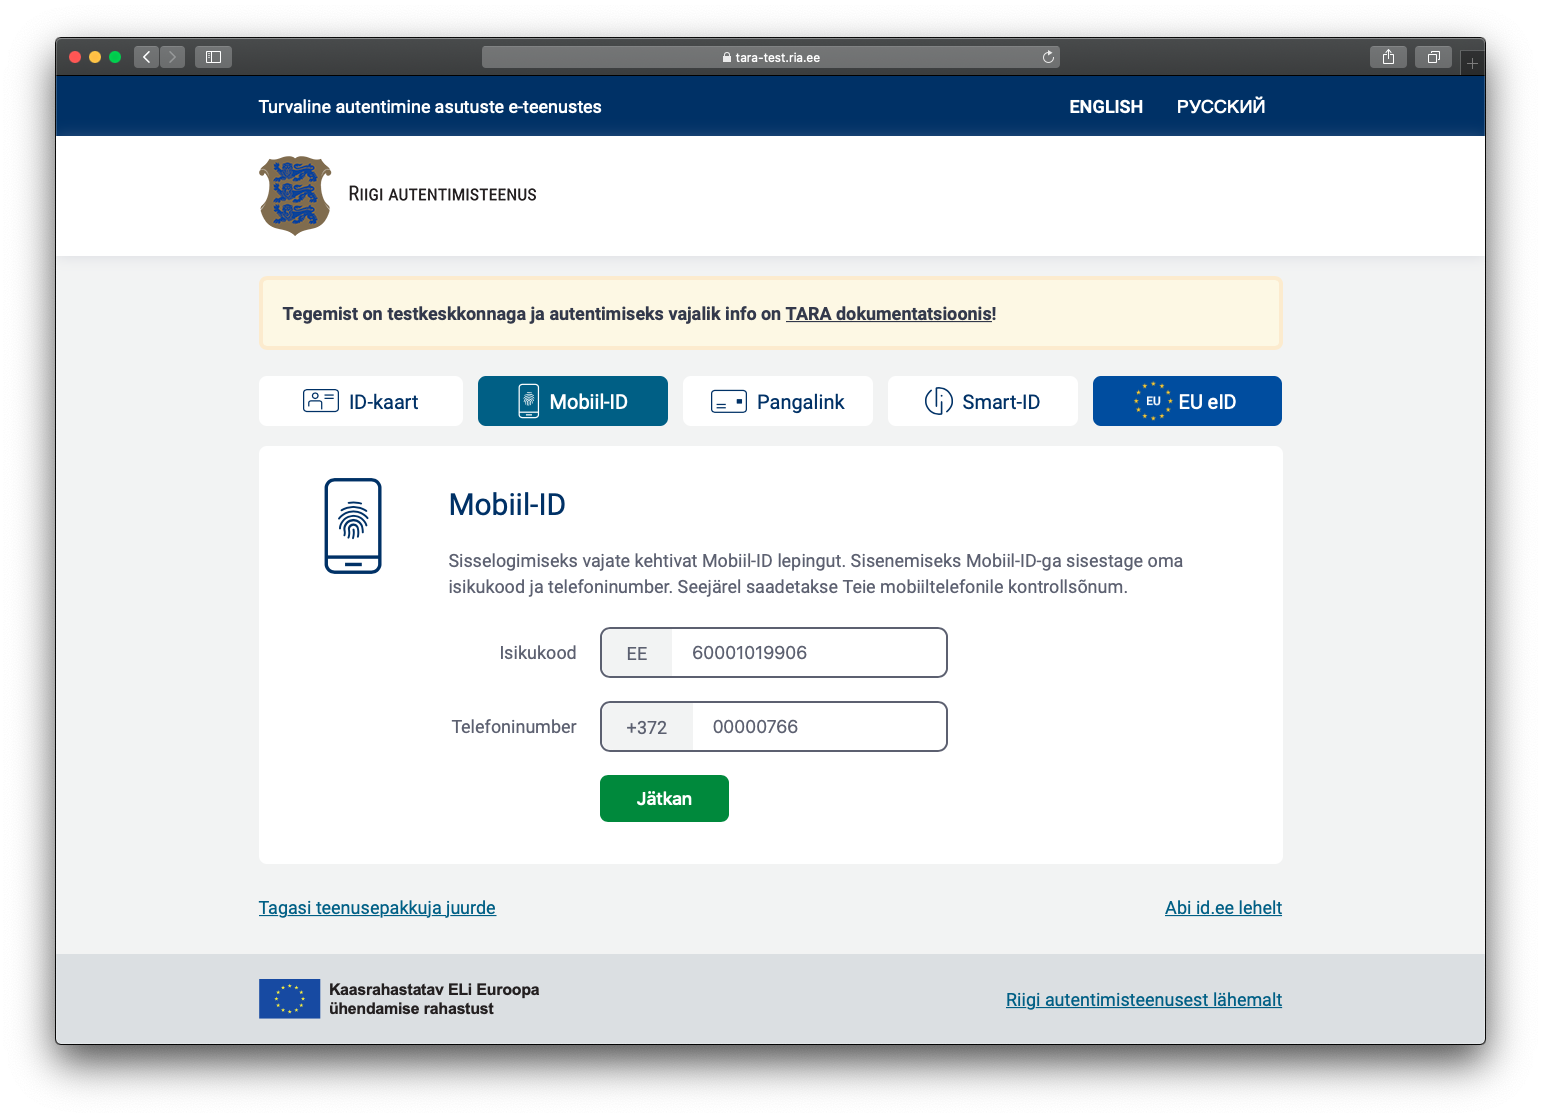 tara-test.ria.ee
Turvaline autentimine asutuste e-teenustes
ENGLISH
РУССКИЙ
RIIGI AUTENTIMISTEENUS
Tegemist on testkeskkonnaga ja autentimiseks vajalik info on TARA dokumentatsioonis!
ID-kaart
Mobiil-ID
Pangalink
Smart-ID
EU
EU eID
Mobiil-ID
Sisselogimiseks vajate kehtivat Mobiil-ID lepingut. Sisenemiseks Mobiil-ID-ga sisestage oma
isikukood ja telefoninumber. Seejärel saadetakse Teie mobiiltelefonile kontrollsõnum.
Isikukood
EE
60001019906
Telefoninumber
+372
00000766
Jätkan
Tagasi teenusepakkuja juurde
Abi id.ee lehelt
Kaasrahastatav ELi Euroopa
ühendamise rahastust
Riigi autentimisteenusest lähemalt